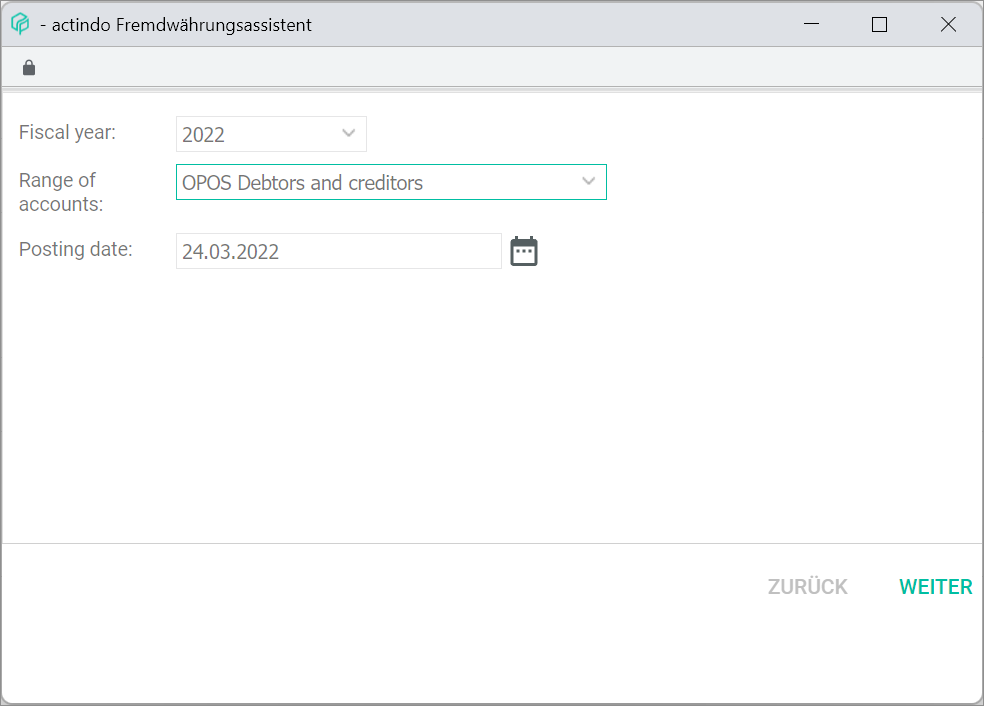 - actindo Fremdwährungsassistent
Fiscal year:
2022
Range of
accounts:
OPOS Debtors and creditors
Posting date:
24.03.2022
ZURÜCK
WEITER